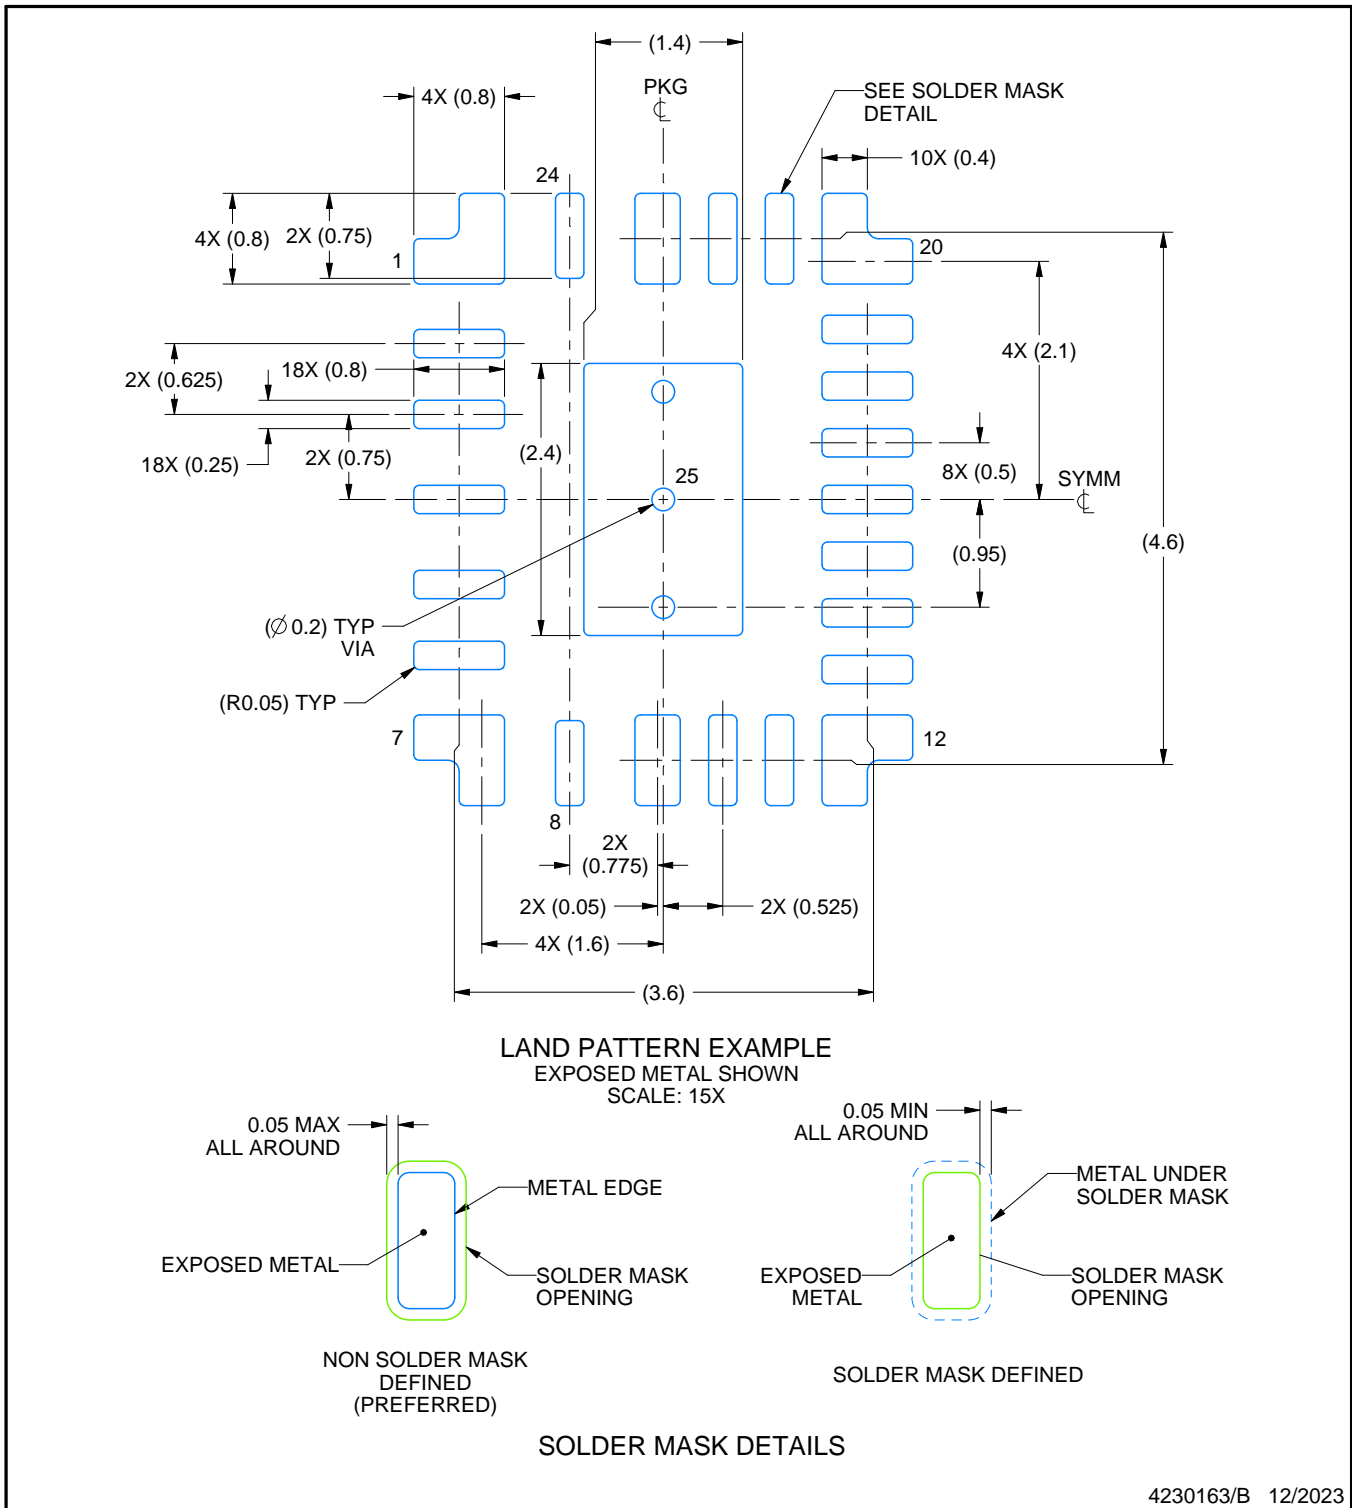 (1.4)
PKG
℄
4X (0.8)
SEE SOLDER MASK
DETAIL
10X (0.4)
24
4X (0.8)
2X (0.75)
1
20
4X (2.1)
2X (0.625)
18X (0.8)
(2.4)
18X (0.25)
2X (0.75)
25
8X (0.5)
SYMM
℄
(0.95)
(4.6)
(Ø 0.2) TYP
VIA
(R0.05) TYP
7
12
8
2X
(0.775)
2X (0.05)
2X (0.525)
4X (1.6)
(3.6)
LAND PATTERN EXAMPLE
EXPOSED METAL SHOWN
SCALE: 15X
0.05 MAX
ALL AROUND
METAL EDGE
EXPOSED METAL
SOLDER MASK
OPENING
NON SOLDER MASK
DEFINED
(PREFERRED)
0.05 MIN
ALL AROUND
METAL UNDER
SOLDER MASK
EXPOSED
METAL
SOLDER MASK
OPENING
SOLDER MASK DEFINED
SOLDER MASK DETAILS
4230163/B 12/2023